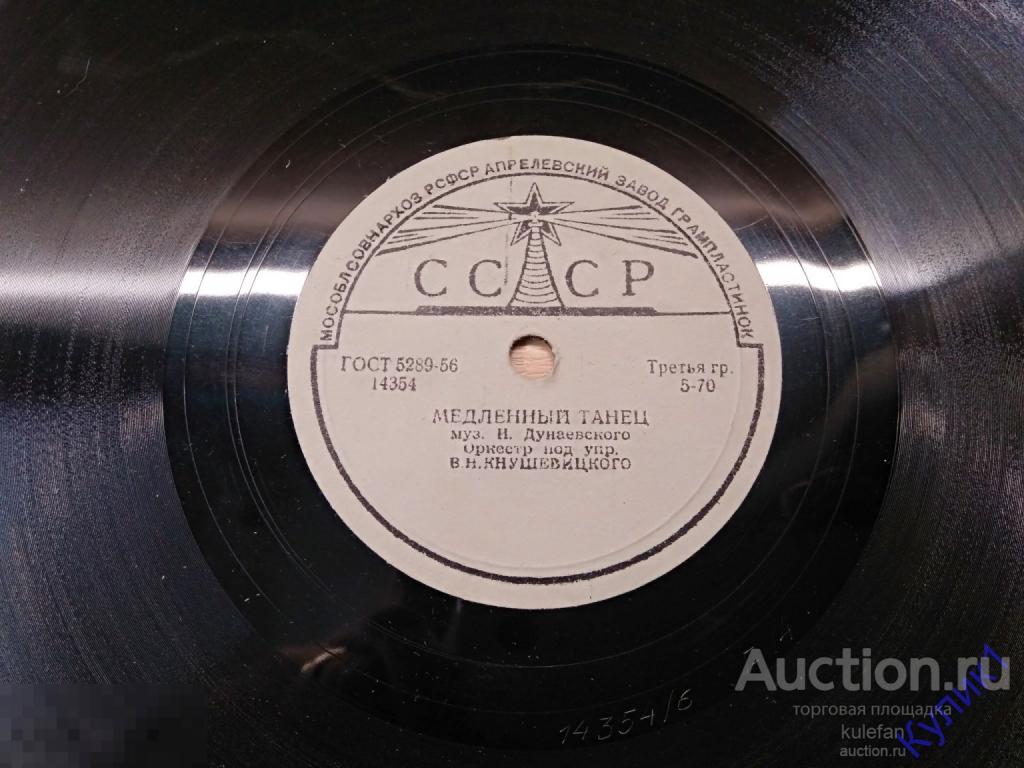 МОСОБЛСОВНАРХОЗ РСФСР АПРЕЛЕВСКИЙ ЗАВОД ГРАМПЛАСТИНОК
СССР
ГОСТ 5289-56
14354
Третья гр.
5-70
МЕДЛЕННЫЙ ТАНЕЦ
муз. И. Дунаевского
Оркестр под упр.
В.Н.КНУШЕВИЦКОГО
14354/6
Auction.ru
торговая площадка
kulefan
auction.ru
Кулик1